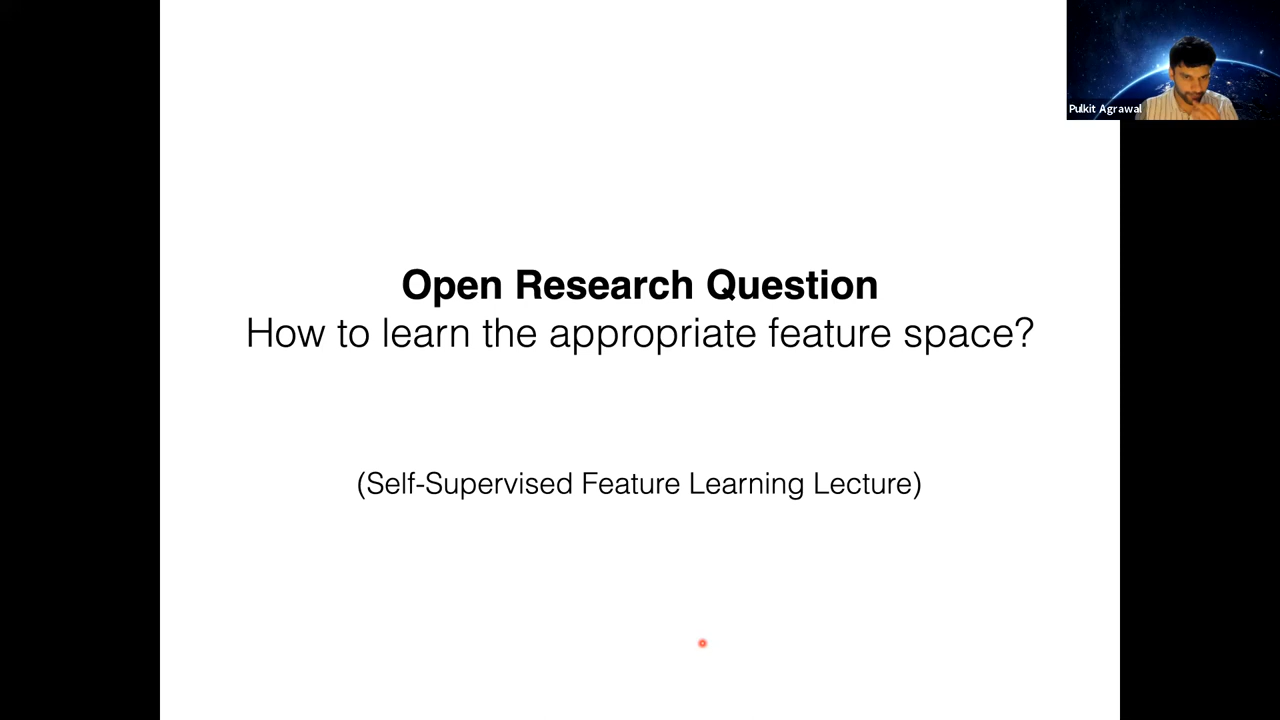 Pulkit Agrawal
Open Research Question
How to learn the appropriate feature space?
(Self-Supervised Feature Learning Lecture)